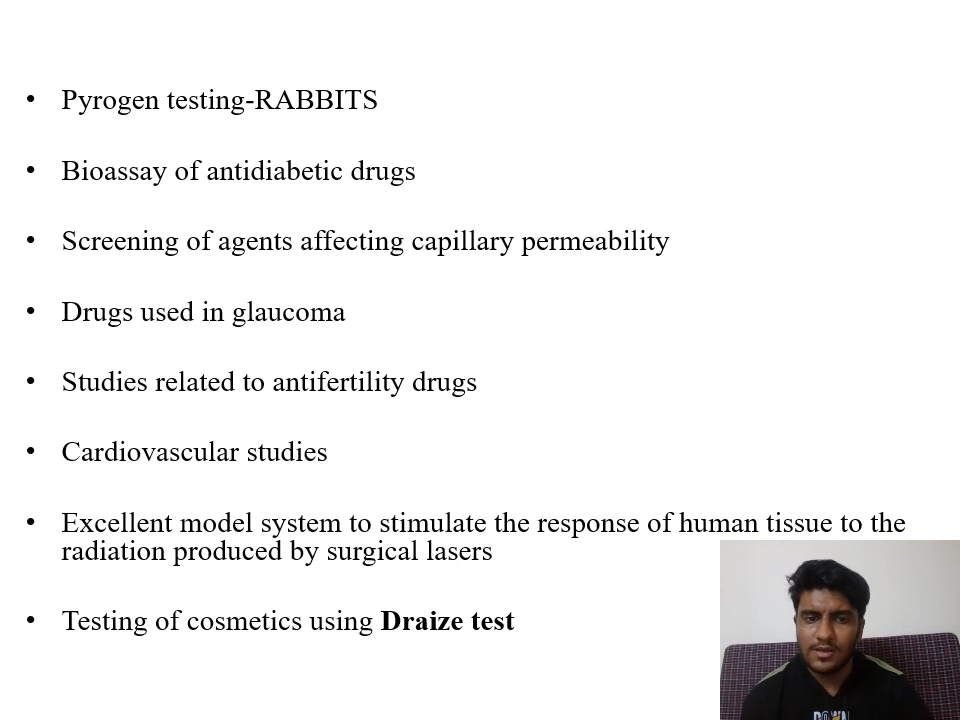 • Pyrogen testing-RABBITS
• Bioassay of antidiabetic drugs
• Screening of agents affecting capillary permeability
• Drugs used in glaucoma
• Studies related to antifertility drugs
• Cardiovascular studies
• Excellent model system to stimulate the response of human tissue to the
radiation produced by surgical lasers
• Testing of cosmetics using Draize test